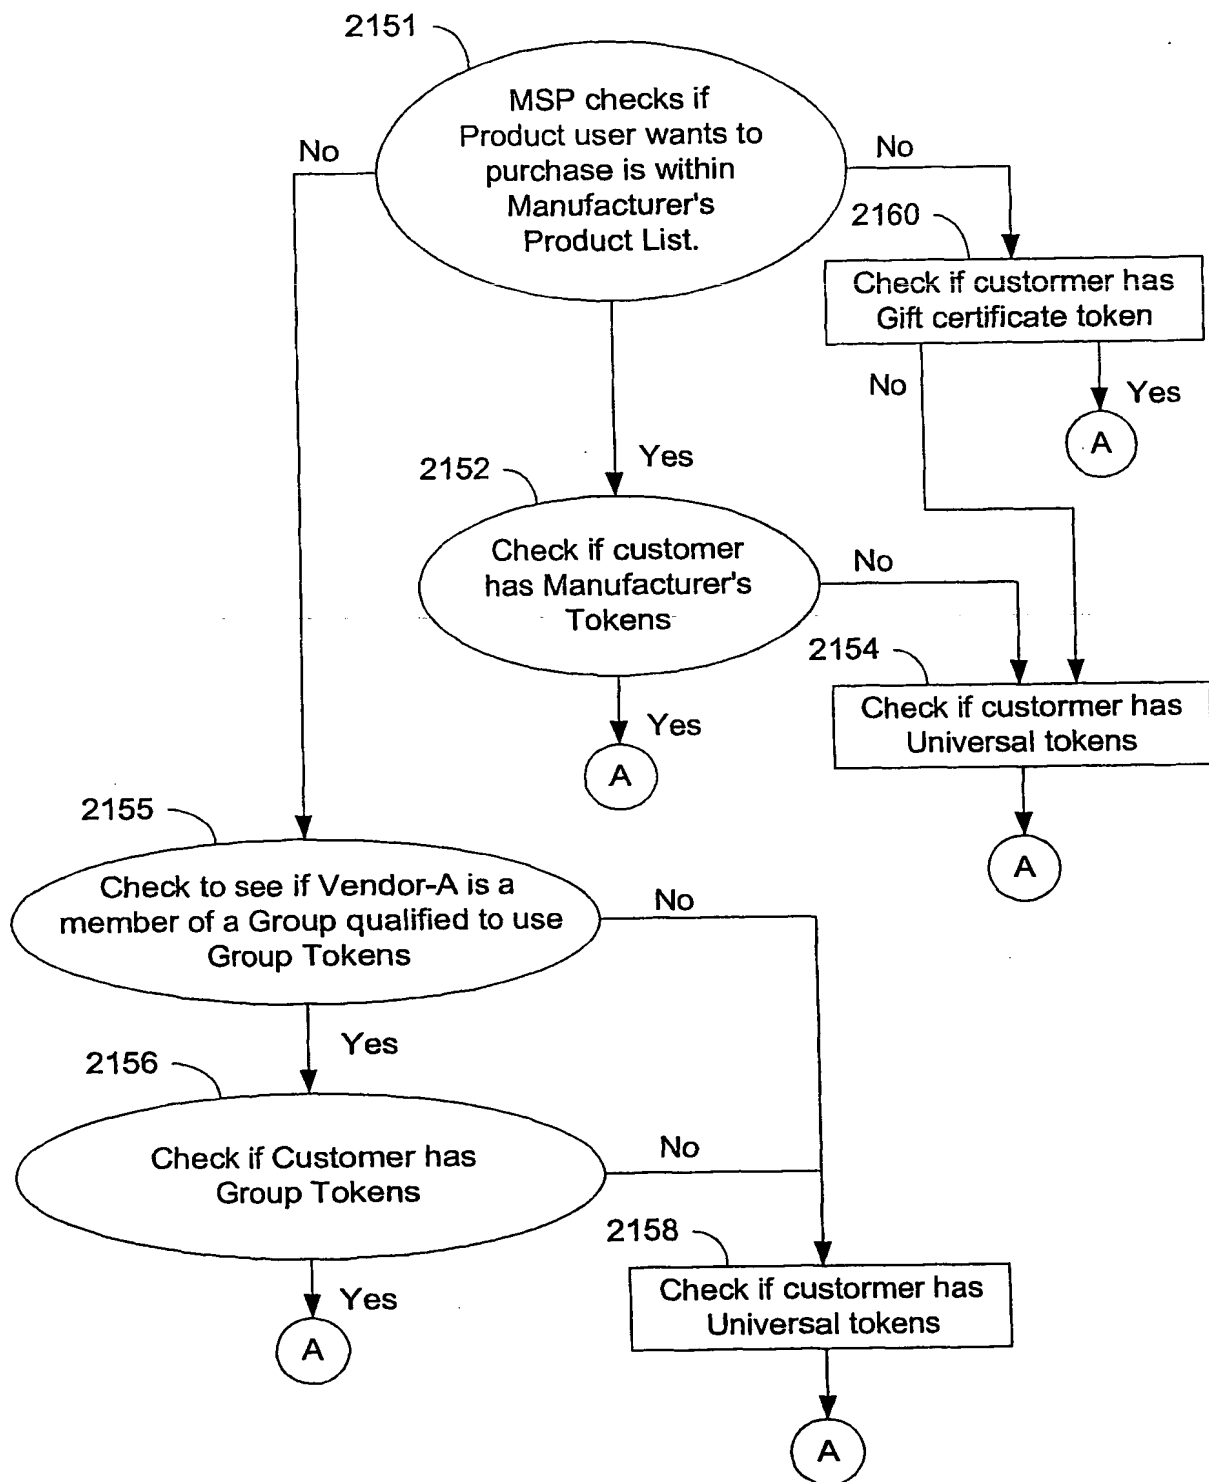 2151
MSP checks if
Product user wants to
purchase is within
Manufacturer's
Product List.
No
No
2160
Check if custormer has
Gift certificate token
No
Yes
A
Yes
2152
Check if customer
has Manufacturer's
Tokens
No
Yes
A
2154
Check if custormer has
Universal tokens
A
2155
Check to see if Vendor-A is a
member of a Group qualified to use
Group Tokens
No
Yes
2156
Check if Customer has
Group Tokens
No
Yes
A
2158
Check if custormer has
Universal tokens
A